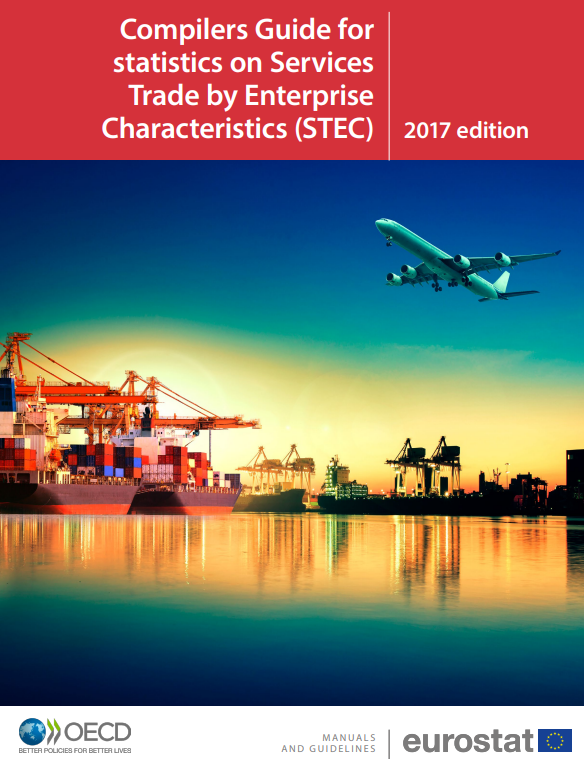 Compilers Guide for
statistics on Services
Trade by Enterprise
Characteristics (STEC)
2017 edition
OECD
BETTER POLICIES FOR BETTER LIVES
MANUALS
AND GUIDELINES
eurostat